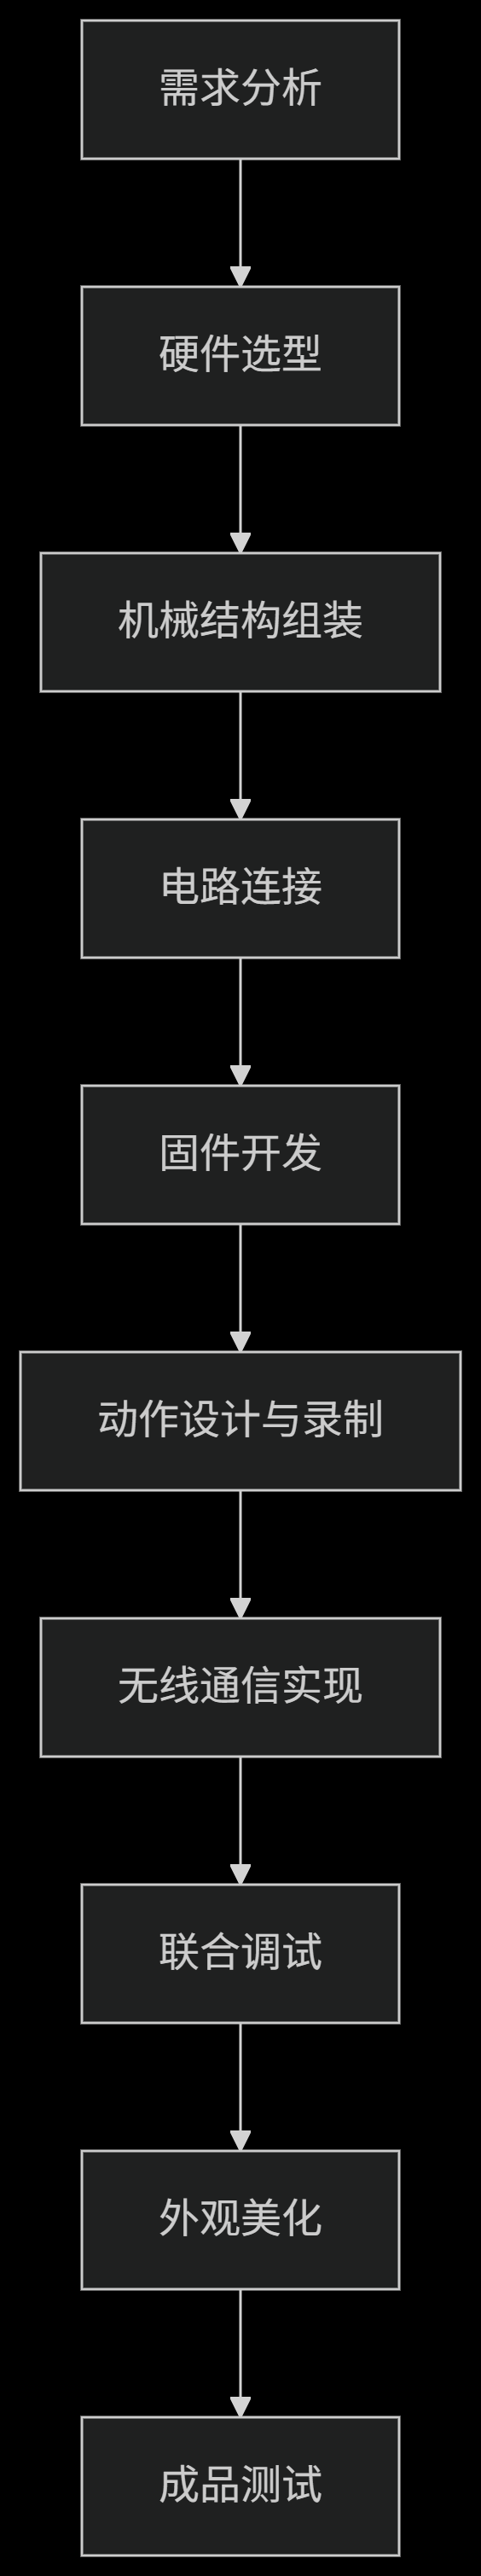 需求分析
硬件选型
机械结构组装
电路连接
固件开发
动作设计与录制
无线通信实现
联合调试
外观美化
成品测试